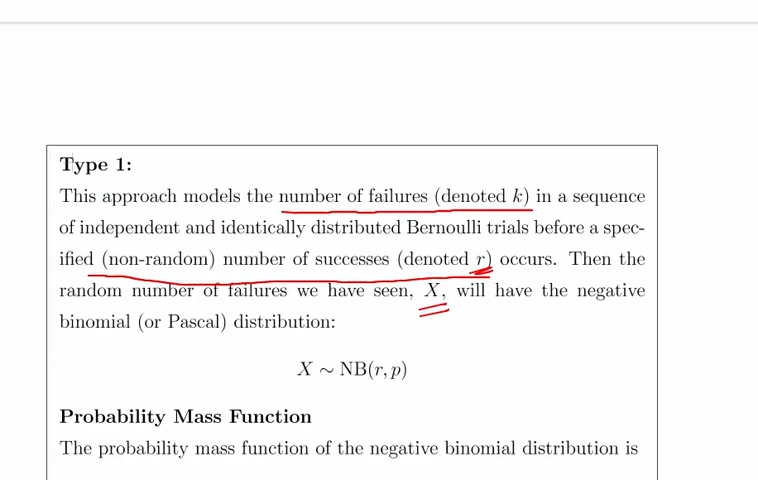 Type 1:
This approach models the number of failures (denoted k) in a sequence
of independent and identically distributed Bernoulli trials before a spec-
ified (non-random) number of successes (denoted r) occurs. Then the
random number of failures we have seen, X, will have the negative
binomial (or Pascal) distribution:
X ∼ NB(r, p)
Probability Mass Function
The probability mass function of the negative binomial distribution is